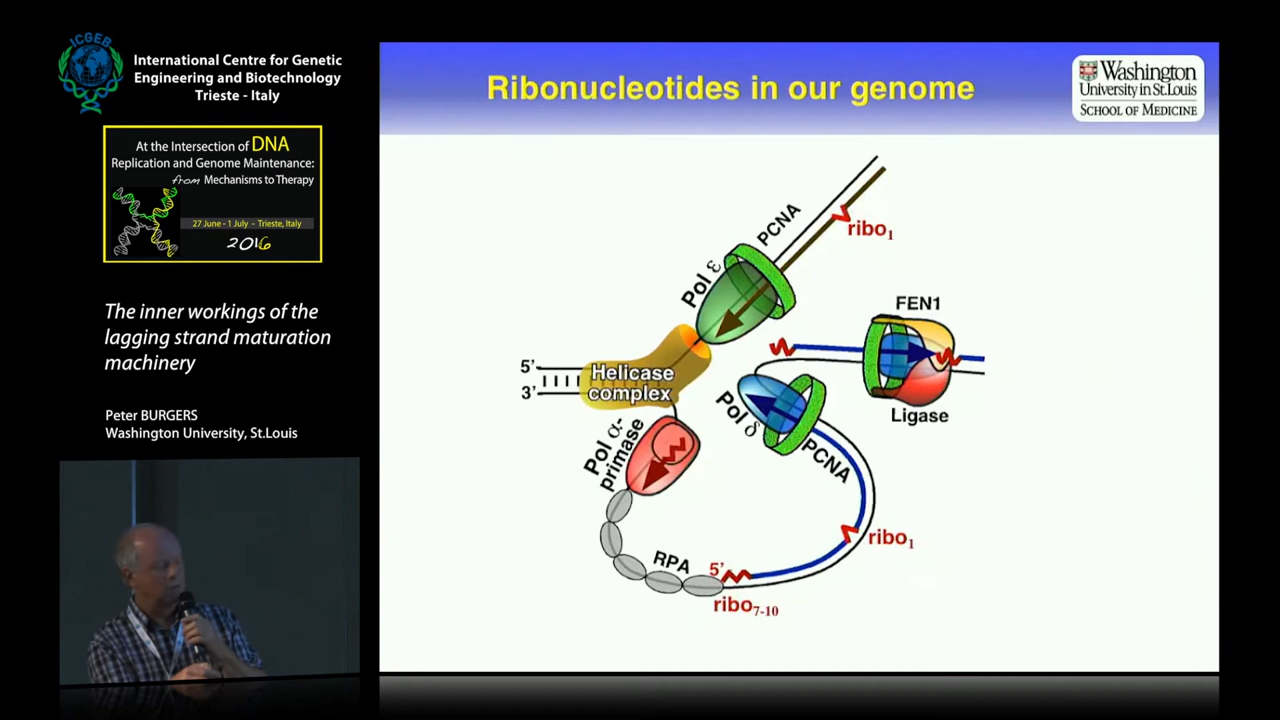 ICGEB
International Centre for Genetic
Engineering and Biotechnology
Trieste - Italy
At the Intersection of DNA
Replication and Genome Maintenance:
from Mechanisms to Therapy
27 June - 1 July - Trieste, Italy
2016
The inner workings of the
lagging strand maturation
machinery
Peter BURGERS
Washington University, St.Louis
Ribonucleotides in our genome
Washington
University in St.Louis
SCHOOL OF MEDICINE
PCNA
ribo1
Pol ε
FEN1
5'
Helicase
3'
complex
Pol δ
Ligase
Pol α-
primase
PCNA
ribo1
RPA
5'
ribo7-10